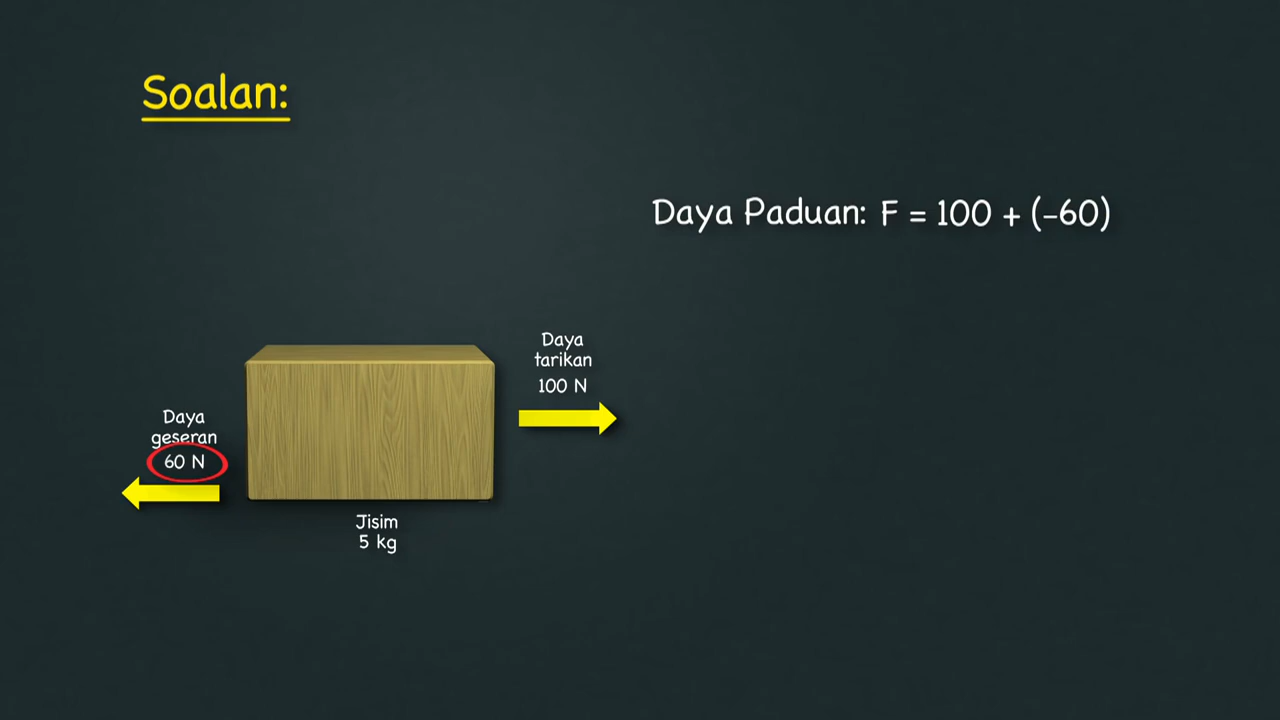 Soalan:
Daya Paduan: F = 100 + (-60)
Daya
tarikan
100 N
Daya
geseran
60 N
Jisim
5 kg